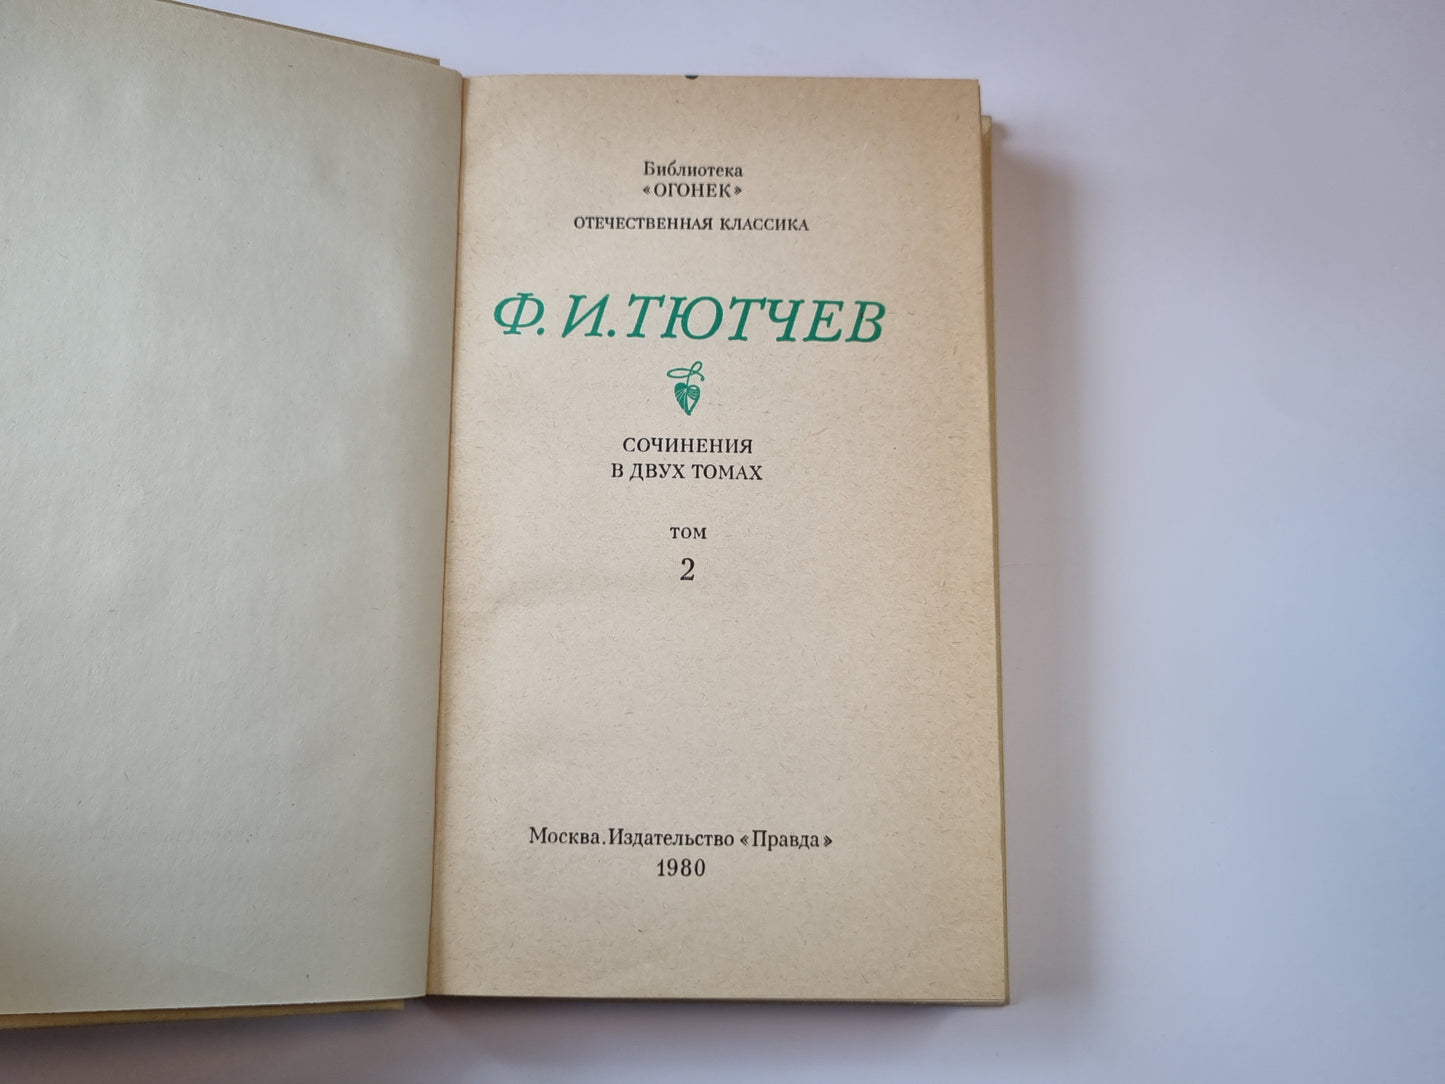 Библиотека
«ОГОНЕК»
ОТЕЧЕСТВЕННАЯ КЛАССИКА
Ф. И. ТЮТЧЕВ
СОЧИНЕНИЯ
В ДВУХ ТОМАХ
ТОМ
2
Москва. Издательство «Правда»
1980